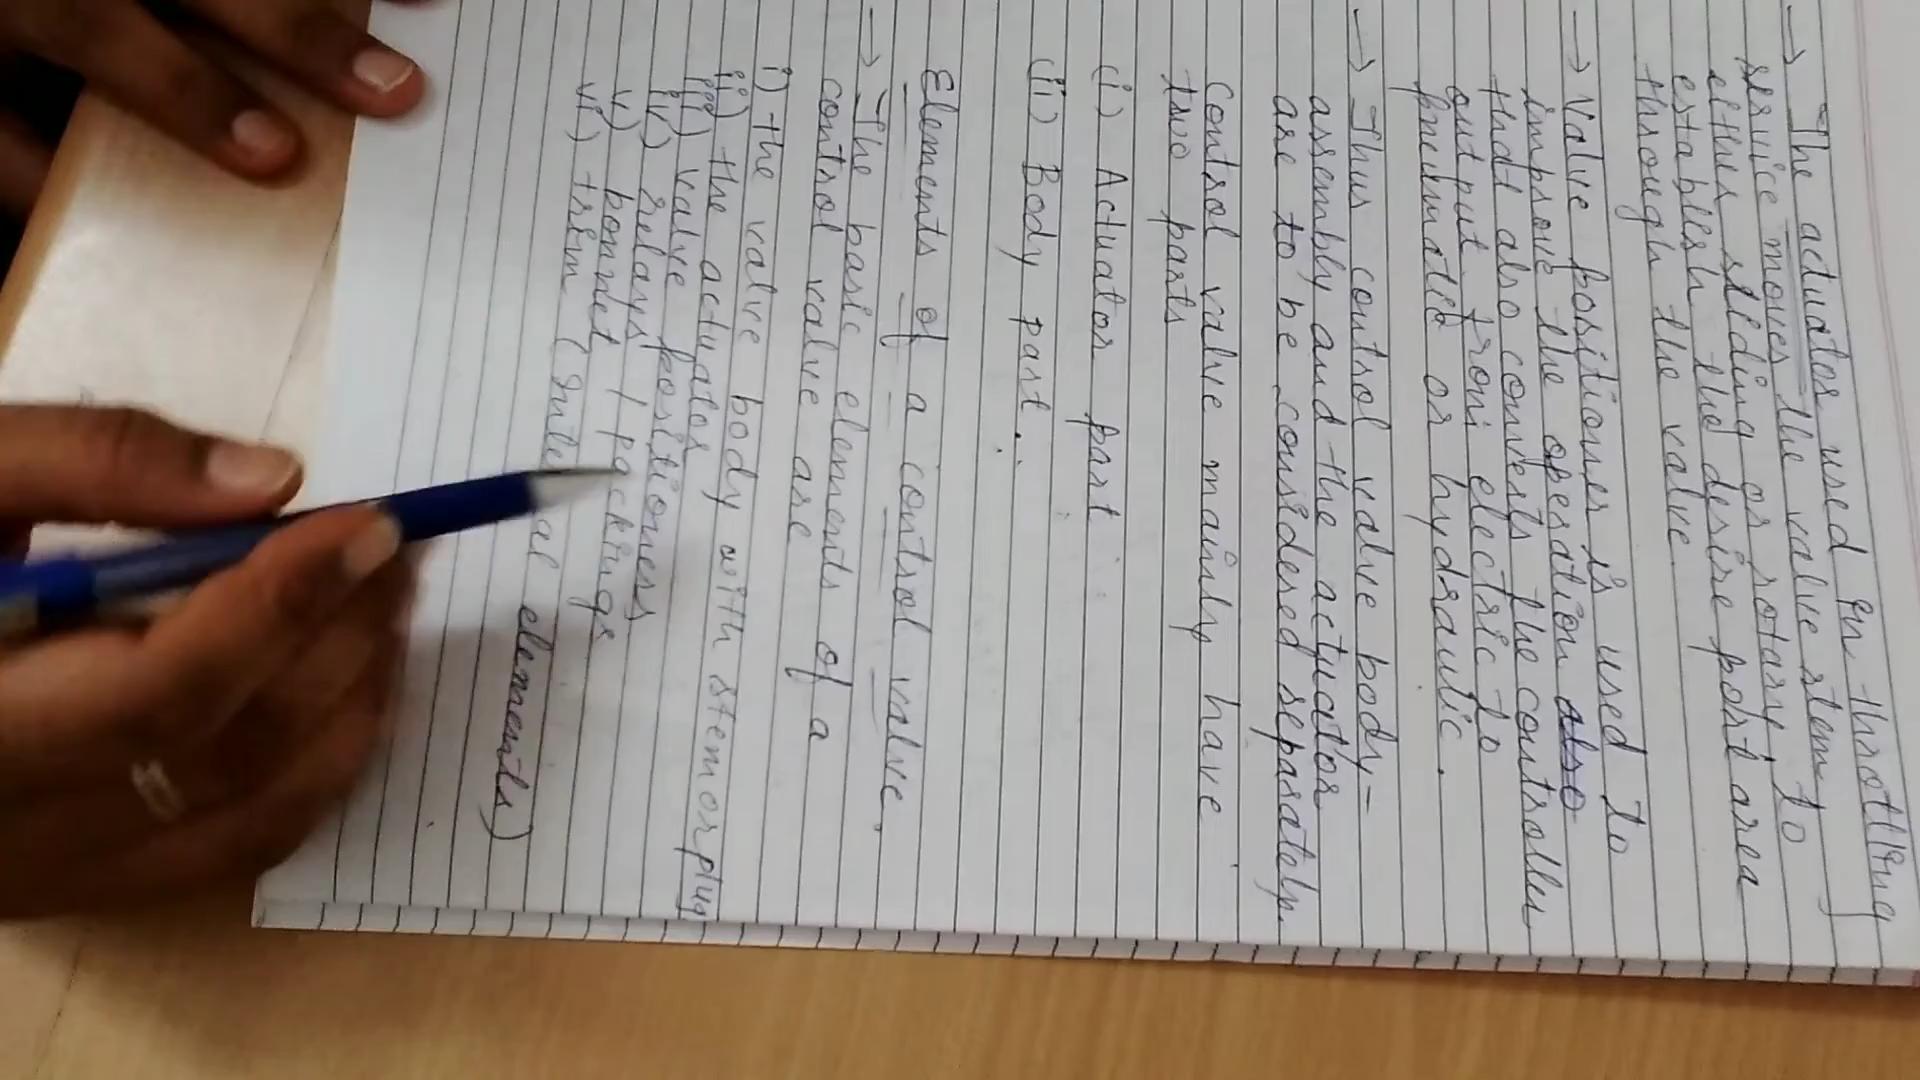 → The actuator used in throttling
service moves the valve stem to
either sliding or rotary to
establish the desire port area
through the valve.
→ Valve positioner is used to
improve the operation also
that also converts the controller
output from electric to
pneumatic or hydraulic.
→ Thus control valve body-
assembly and the actuator
are to be considered separately.
Control valve mainly have
two parts
(i) Actuator part
(ii) Body part.
Elements of a control valve.
→ The basic elements of a
control valve are
i) the valve body with stem or plug
ii) the actuator
iii) valve positioners
iv) relays
v) bonnet / packings
vi) trim ( elements)